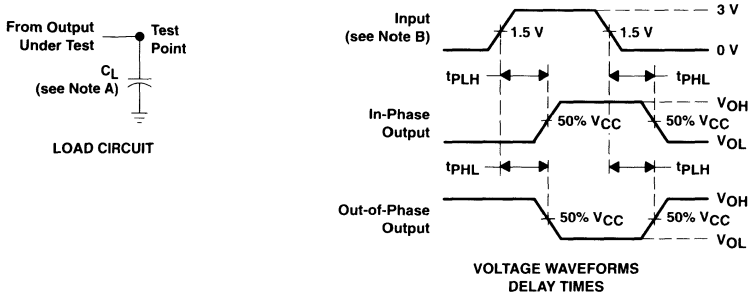 From Output
Under Test
Test
Point
CL
(see Note A)
LOAD CIRCUIT
Input
(see Note B)
1.5 V
1.5 V
3 V
0 V
tPLH
tPHL
In-Phase
Output
50% VCC
50% VCC
VOH
VOL
tPHL
tPLH
Out-of-Phase
Output
50% VCC
50% VCC
VOH
VOL
VOLTAGE WAVEFORMS
DELAY TIMES